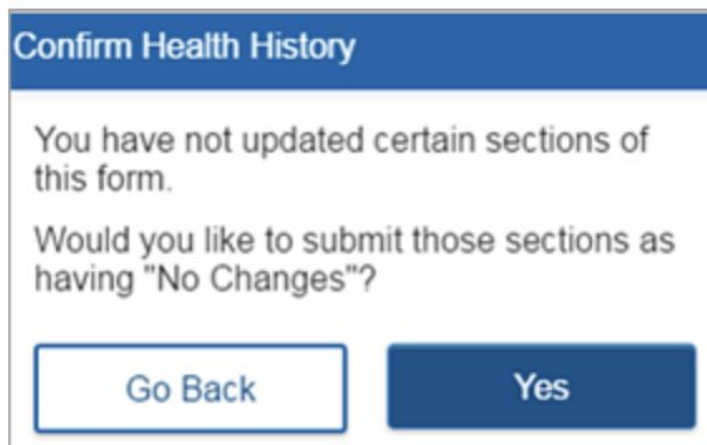 Confirm Health History
You have not updated certain sections of
this form.
Would you like to submit those sections as
having "No Changes"?
Go Back
Yes